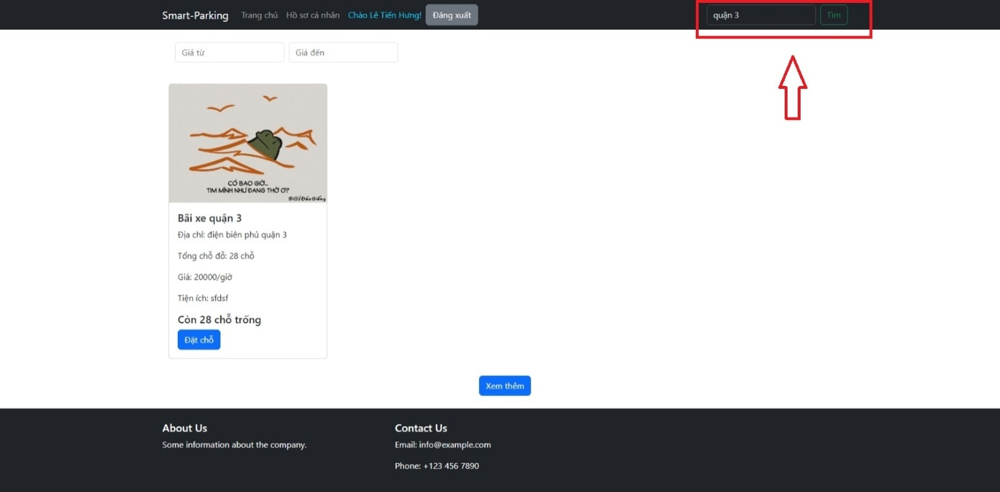 Smart-Parking Trang chủ Hồ sơ cá nhân Chào Lê Tiến Hưng! Đăng xuất quận 3 Tìm
Giá từ Giá đến
CÓ BAO GIỜ...
TIM MÌNH NHƯ ĐANG THỞ Ơ?
Bãi xe quận 3
Địa chỉ: điện biên phủ quận 3
Tổng chỗ đỗ: 28 chỗ
Giá: 20000/giờ
Tiện ích: sfdsf
Còn 28 chỗ trống
Đặt chỗ
Xem thêm
About Us Contact Us
Some information about the company. Email: info@example.com
Phone: +123 456 7890